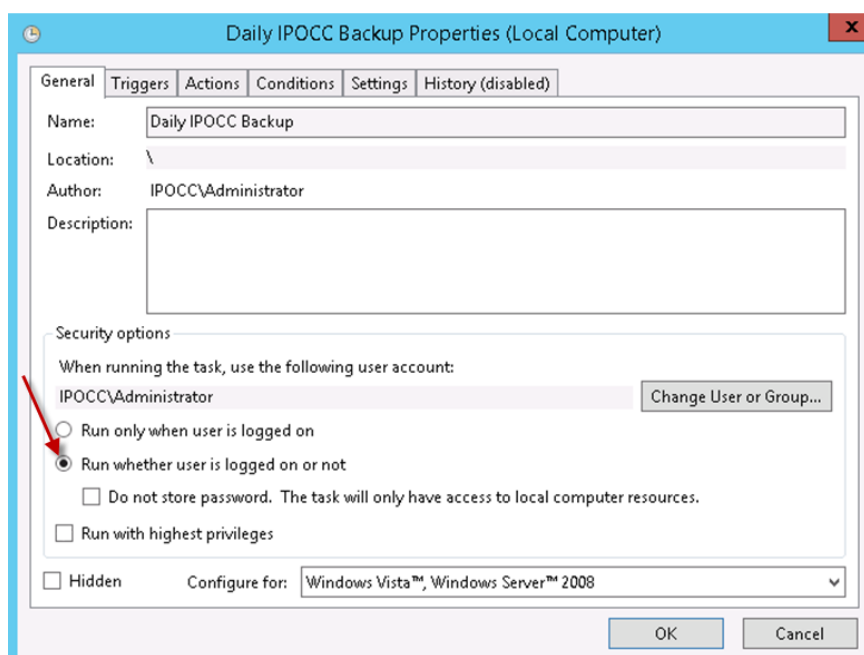 Daily IPOCC Backup Properties (Local Computer)
x
General Triggers Actions Conditions Settings History (disabled)
Name: Daily IPOCC Backup
Location: \
Author: IPOCC\Administrator
Description:
Security options
When running the task, use the following user account:
IPOCC\Administrator Change User or Group...
Run only when user is logged on
Run whether user is logged on or not
Do not store password. The task will only have access to local computer resources.
Run with highest privileges
Hidden Configure for: Windows Vista™, Windows Server™ 2008
OK Cancel